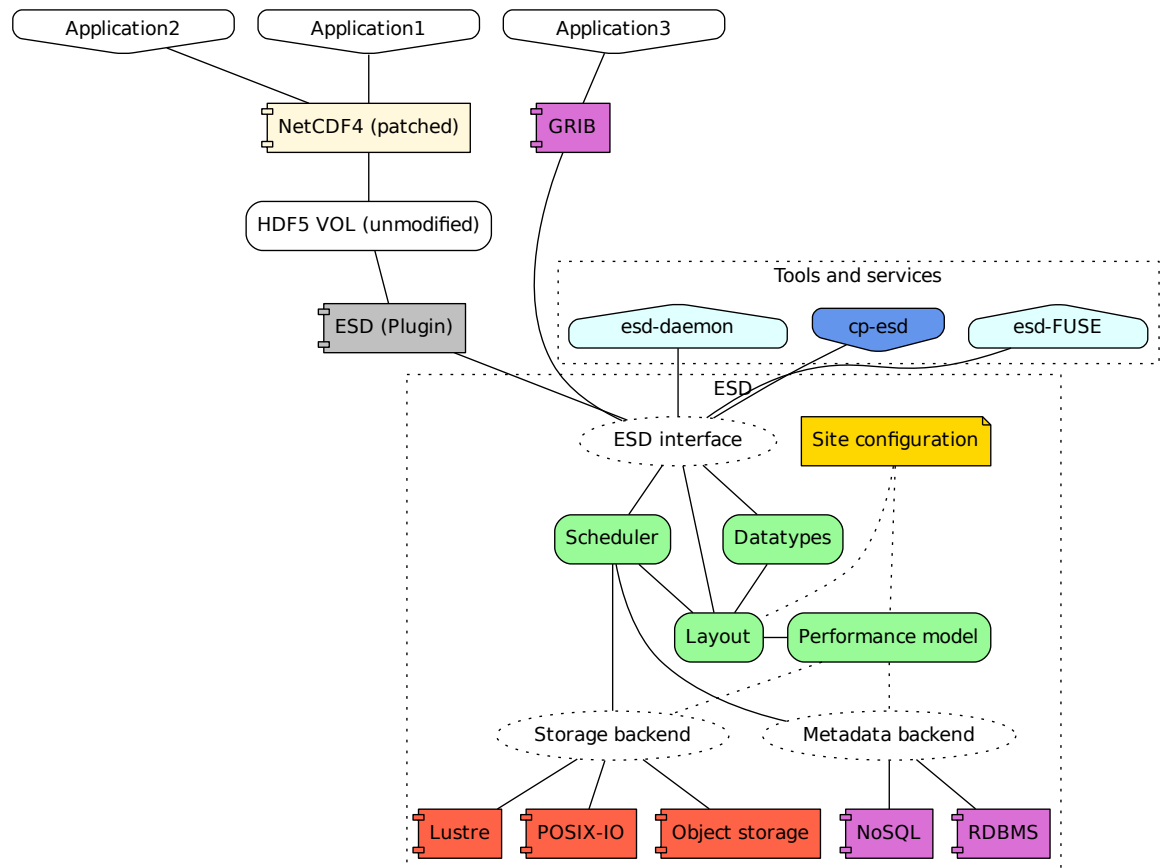 Application2
Application1
Application3
NetCDF4 (patched)
GRIB
HDF5 VOL (unmodified)
Tools and services
ESD (Plugin)
esd-daemon
cp-esd
esd-FUSE
ESD
ESD interface
Site configuration
Scheduler
Datatypes
Layout
Performance model
Storage backend
Metadata backend
Lustre
POSIX-IO
Object storage
NoSQL
RDBMS